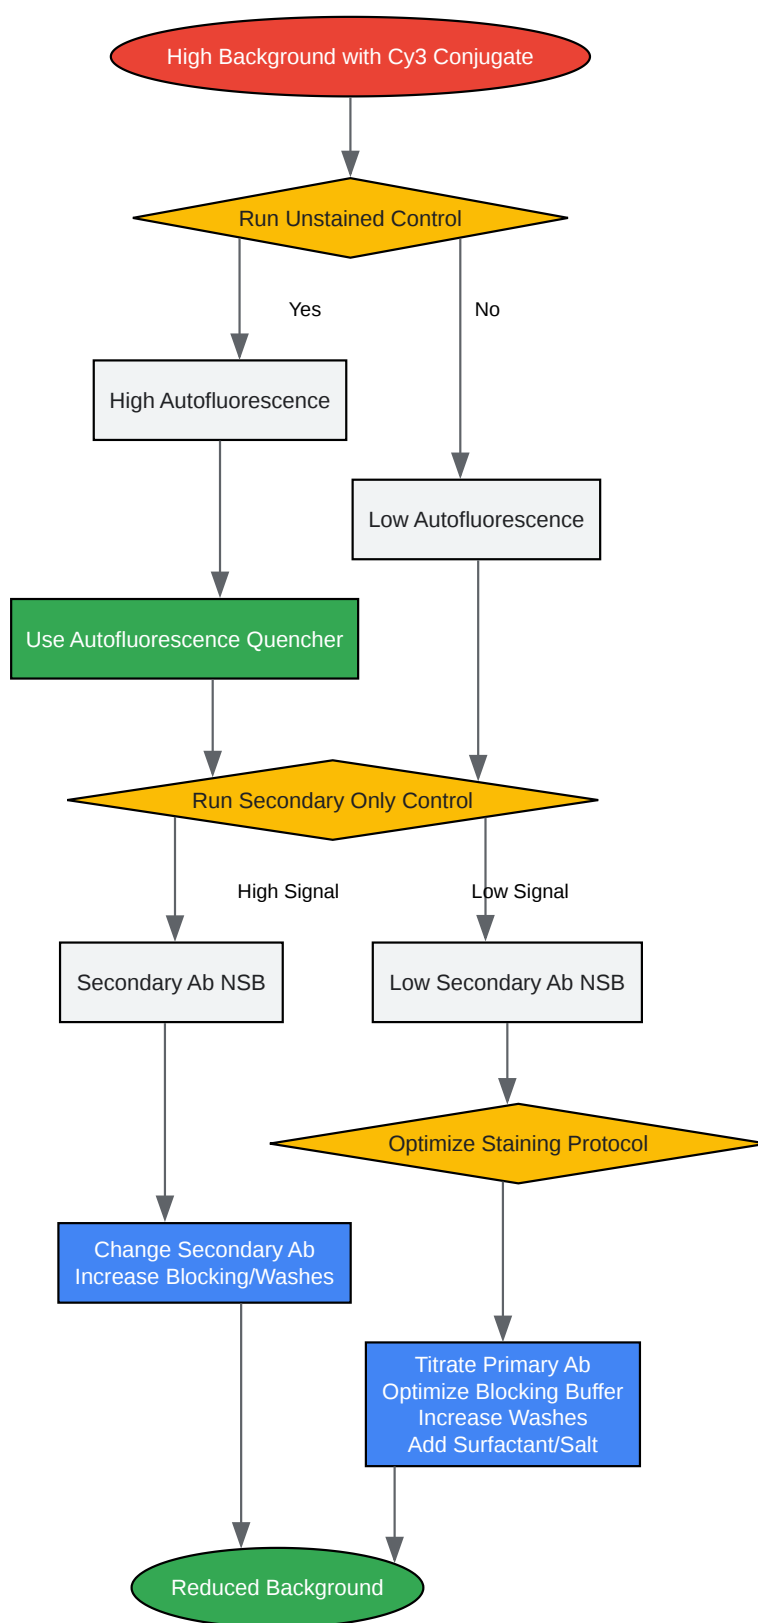 High Background with Cy3 Conjugate
Run Unstained Control
Yes
No
High Autofluorescence
Low Autofluorescence
Use Autofluorescence Quencher
Run Secondary Only Control
High Signal
Low Signal
Secondary Ab NSB
Low Secondary Ab NSB
Optimize Staining Protocol
Change Secondary Ab
Increase Blocking/Washes
Titrate Primary Ab
Optimize Blocking Buffer
Increase Washes
Add Surfactant/Salt
Reduced Background